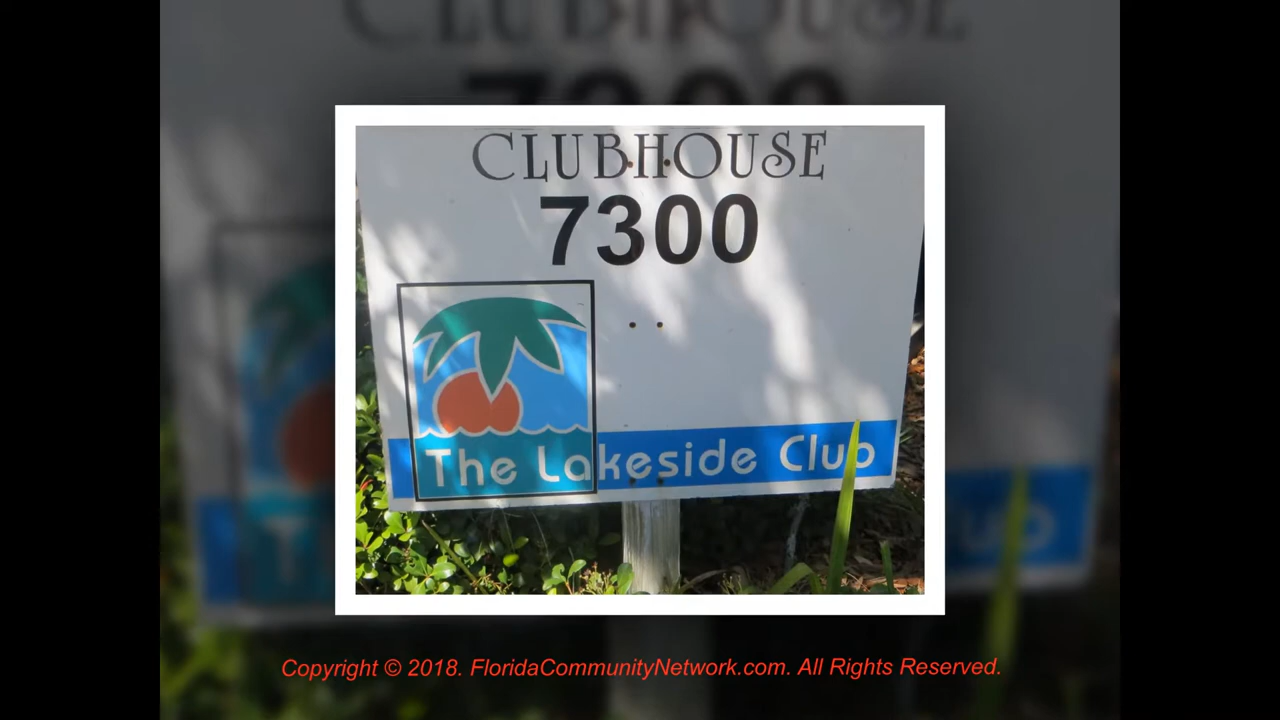 CLUBHOUSE
7300
The Lakeside Club
Copyright © 2018. FloridaCommunityNetwork.com. All Rights Reserved.